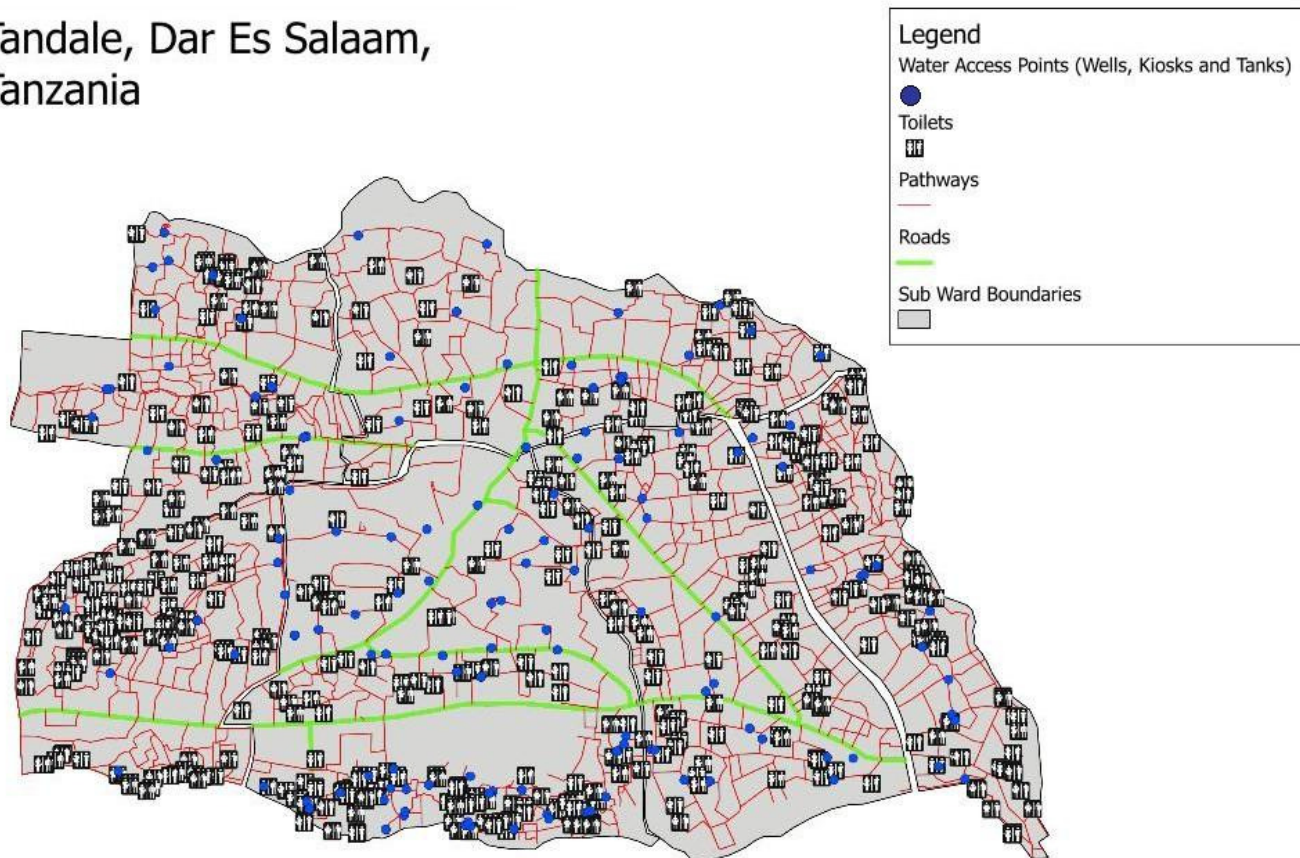 andale, Dar Es Salaam,
anzania
Legend
Water Access Points (Wells, Kiosks and Tanks)
Toilets
Pathways
Roads
Sub Ward Boundaries